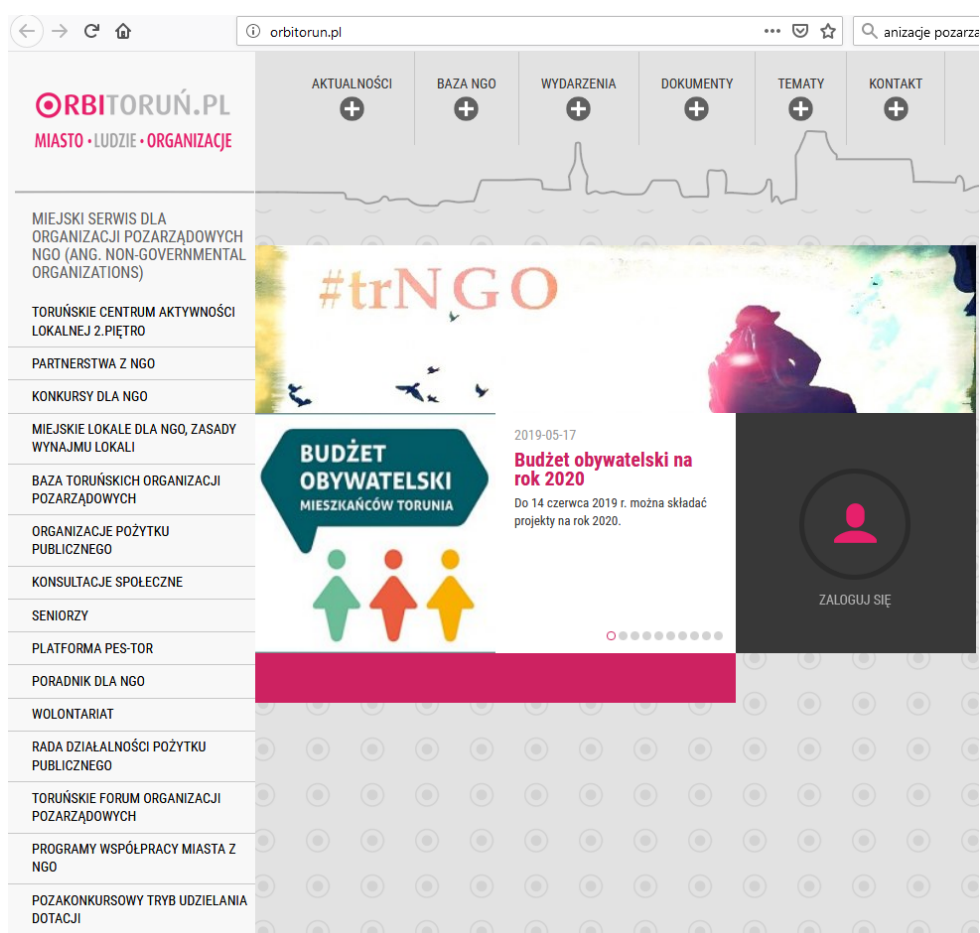 orbitorun.pl
anizacje pozarza
ORBITORUŃ.PL
MIASTO • LUDZIE • ORGANIZACJE
AKTUALNOŚCI
BAZA NGO
WYDARZENIA
DOKUMENTY
TEMATY
KONTAKT
MIEJSKI SERWIS DLA
ORGANIZACJI POZARZĄDOWYCH
NGO (ANG. NON-GOVERNMENTAL
ORGANIZATIONS)
TORUŃSKIE CENTRUM AKTYWNOŚCI
LOKALNEJ 2.PIĘTRO
PARTNERSTWA Z NGO
KONKURSY DLA NGO
MIEJSKIE LOKALE DLA NGO, ZASADY
WYNAJMU LOKALI
BAZA TORUŃSKICH ORGANIZACJI
POZARZĄDOWYCH
ORGANIZACJE POŻYTKU
PUBLICZNEGO
KONSULTACJE SPOŁECZNE
SENIORZY
PLATFORMA PES-TOR
PORADNIK DLA NGO
WOLONTARIAT
RADA DZIAŁALNOŚCI POŻYTKU
PUBLICZNEGO
TORUŃSKIE FORUM ORGANIZACJI
POZARZĄDOWYCH
PROGRAMY WSPÓŁPRACY MIASTA Z
NGO
POZAKONKURSOWY TRYB UDZIELANIA
DOTACJI
#trNGO
BUDŻET
OBYWATELSKI
MIESZKAŃCÓW TORUNIA
2019-05-17
Budżet obywatelski na
rok 2020
Do 14 czerwca 2019 r. można składać
projekty na rok 2020.
ZALOGUJ SIĘ